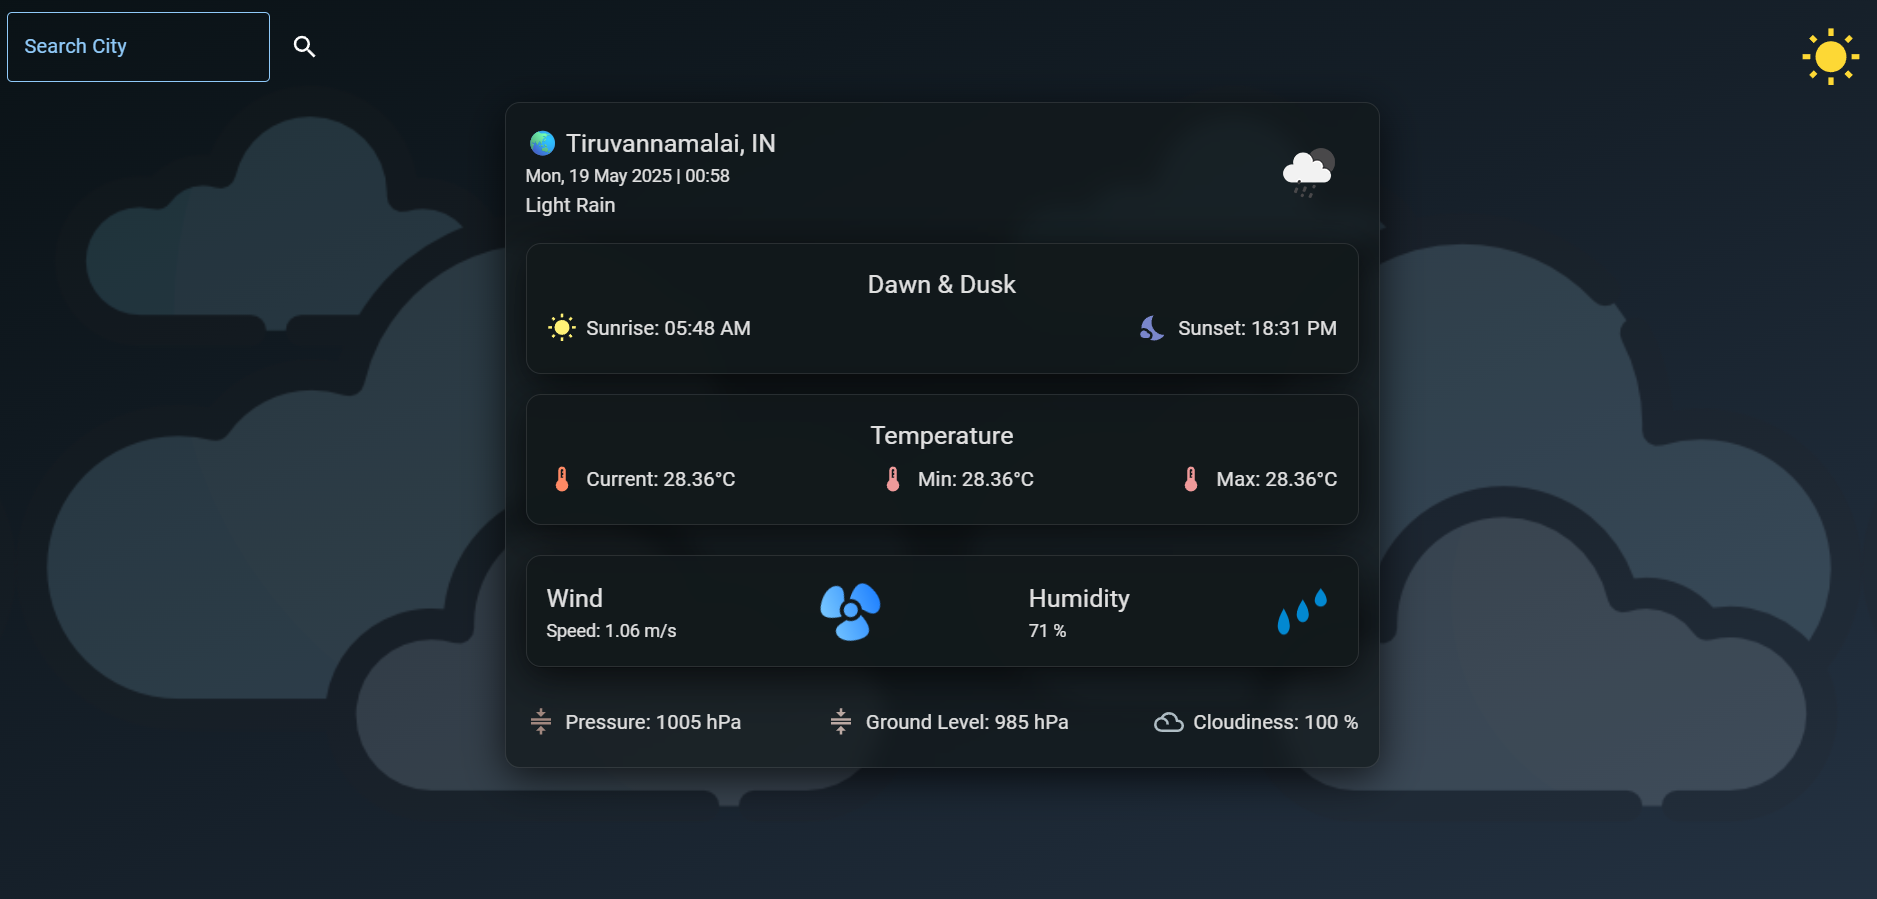 Search City
Tiruvannamalai, IN
Mon, 19 May 2025 | 00:58
Light Rain
Dawn & Dusk
Sunrise: 05:48 AM
Sunset: 18:31 PM
Temperature
Current: 28.36°C
Min: 28.36°C
Max: 28.36°C
Wind
Speed: 1.06 m/s
Humidity
71 %
Pressure: 1005 hPa
Ground Level: 985 hPa
Cloudiness: 100 %